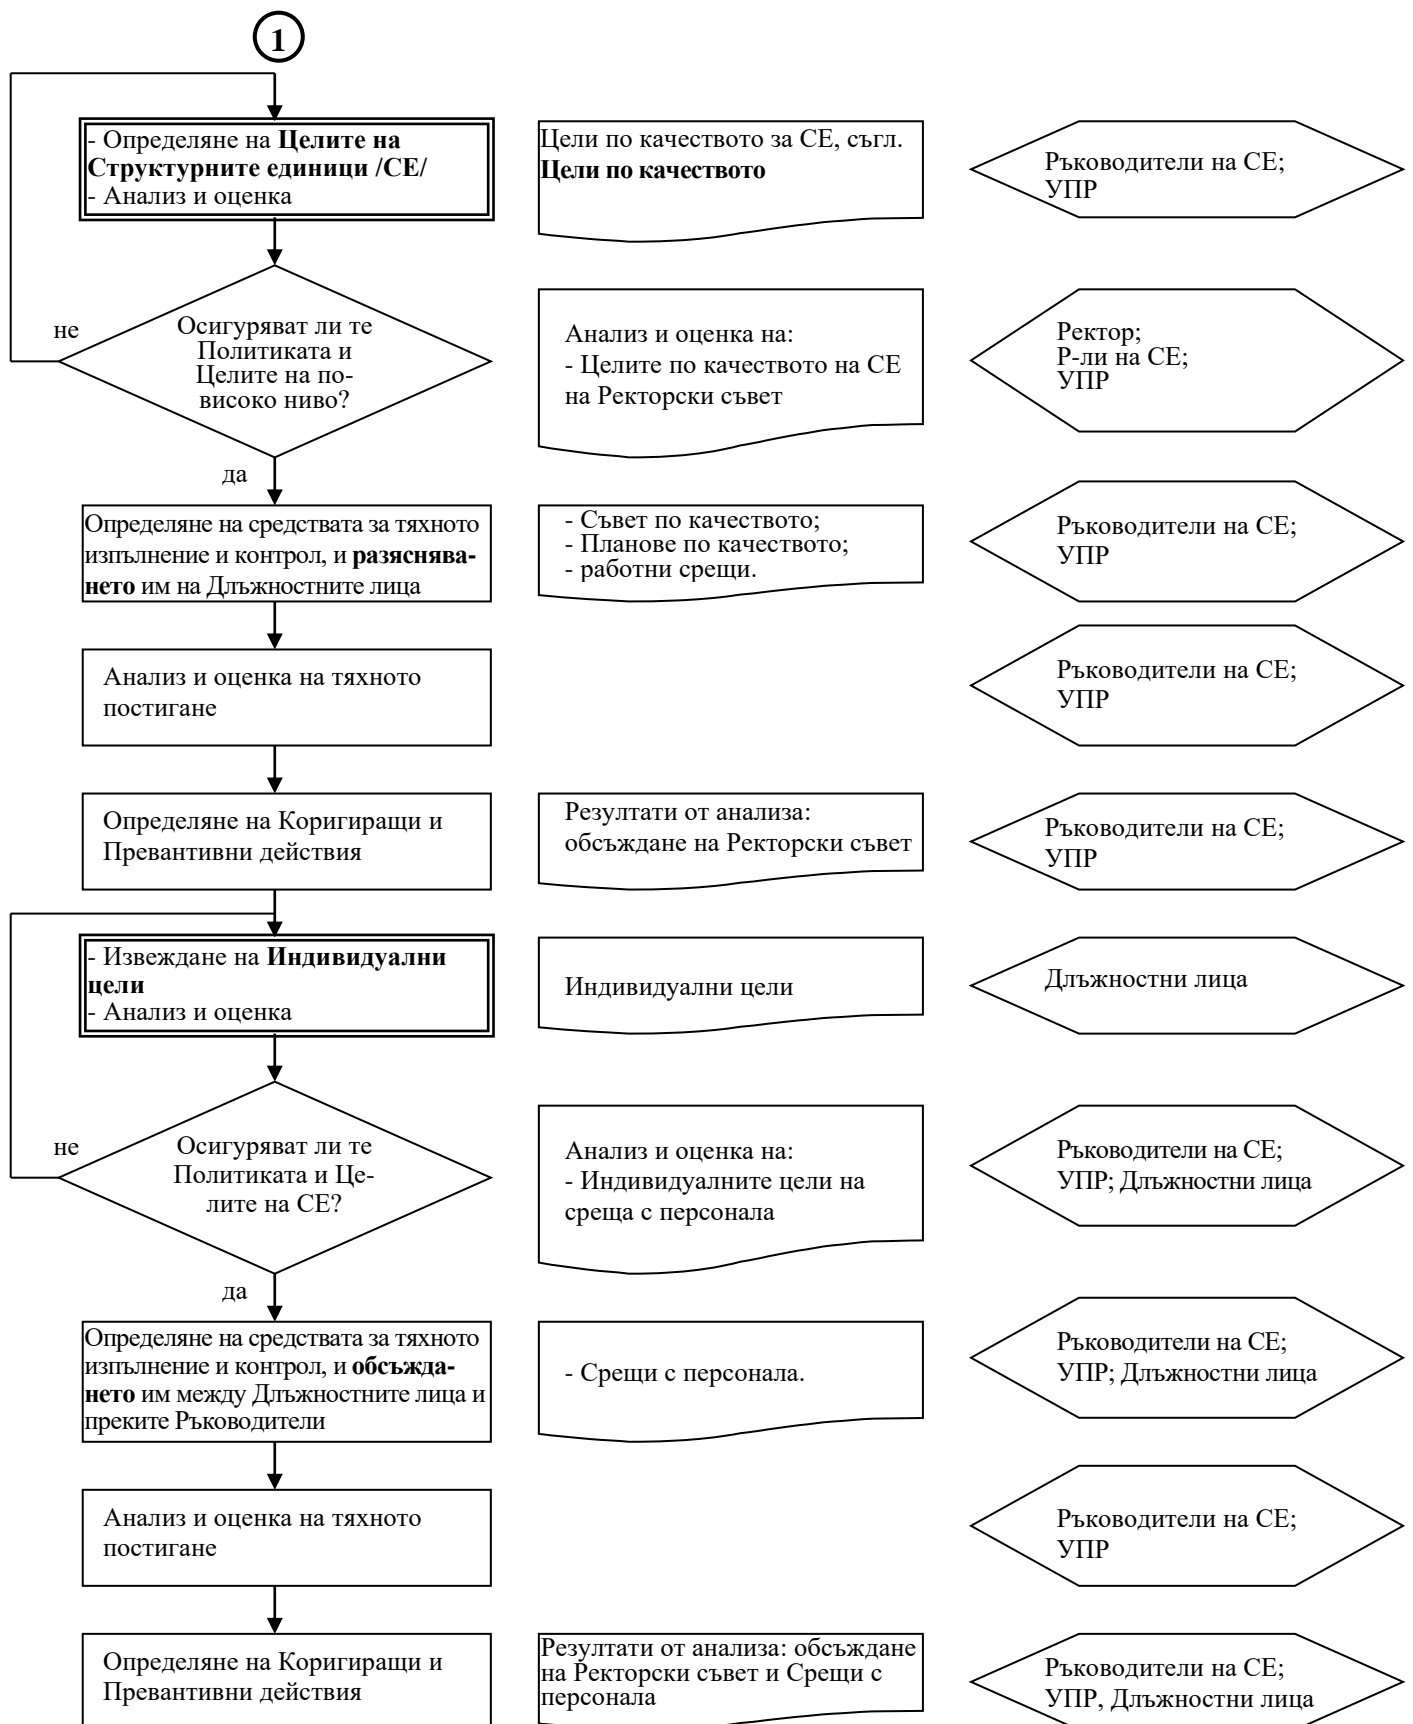 1
- Определяне на Целите на
Структурните единици /СЕ/
- Анализ и оценка
Цели по качеството за СЕ, съгл.
Цели по качеството
Ръководители на СЕ;
УПР
не
Осигуряват ли те
Политиката и
Целите на по-
високо ниво?
Анализ и оценка на:
- Целите по качеството на СЕ
на Ректорски съвет
Ректор;
Р-ли на СЕ;
УПР
да
Определяне на средствата за тяхното
изпълнение и контрол, и разяснява-
нето им на Длъжностните лица
- Съвет по качеството;
- Планове по качеството;
- работни срещи.
Ръководители на СЕ;
УПР
Анализ и оценка на тяхното
постигане
Ръководители на СЕ;
УПР
Определяне на Коригиращи и
Превантивни действия
Резултати от анализа:
обсъждане на Ректорски съвет
Ръководители на СЕ;
УПР
- Извеждане на Индивидуални
цели
- Анализ и оценка
Индивидуални цели
Длъжностни лица
не
Осигуряват ли те
Политиката и Це-
лите на СЕ?
Анализ и оценка на:
- Индивидуалните цели на
среща с персонала
Ръководители на СЕ;
УПР; Длъжностни лица
да
Определяне на средствата за тяхното
изпълнение и контрол, и обсъжда-
нето им между Длъжностните лица и
преките Ръководители
- Срещи с персонала.
Ръководители на СЕ;
УПР; Длъжностни лица
Анализ и оценка на тяхното
постигане
Ръководители на СЕ;
УПР
Определяне на Коригиращи и
Превантивни действия
Резултати от анализа: обсъждане
на Ректорски съвет и Срещи с
персонала
Ръководители на СЕ;
УПР, Длъжностни лица